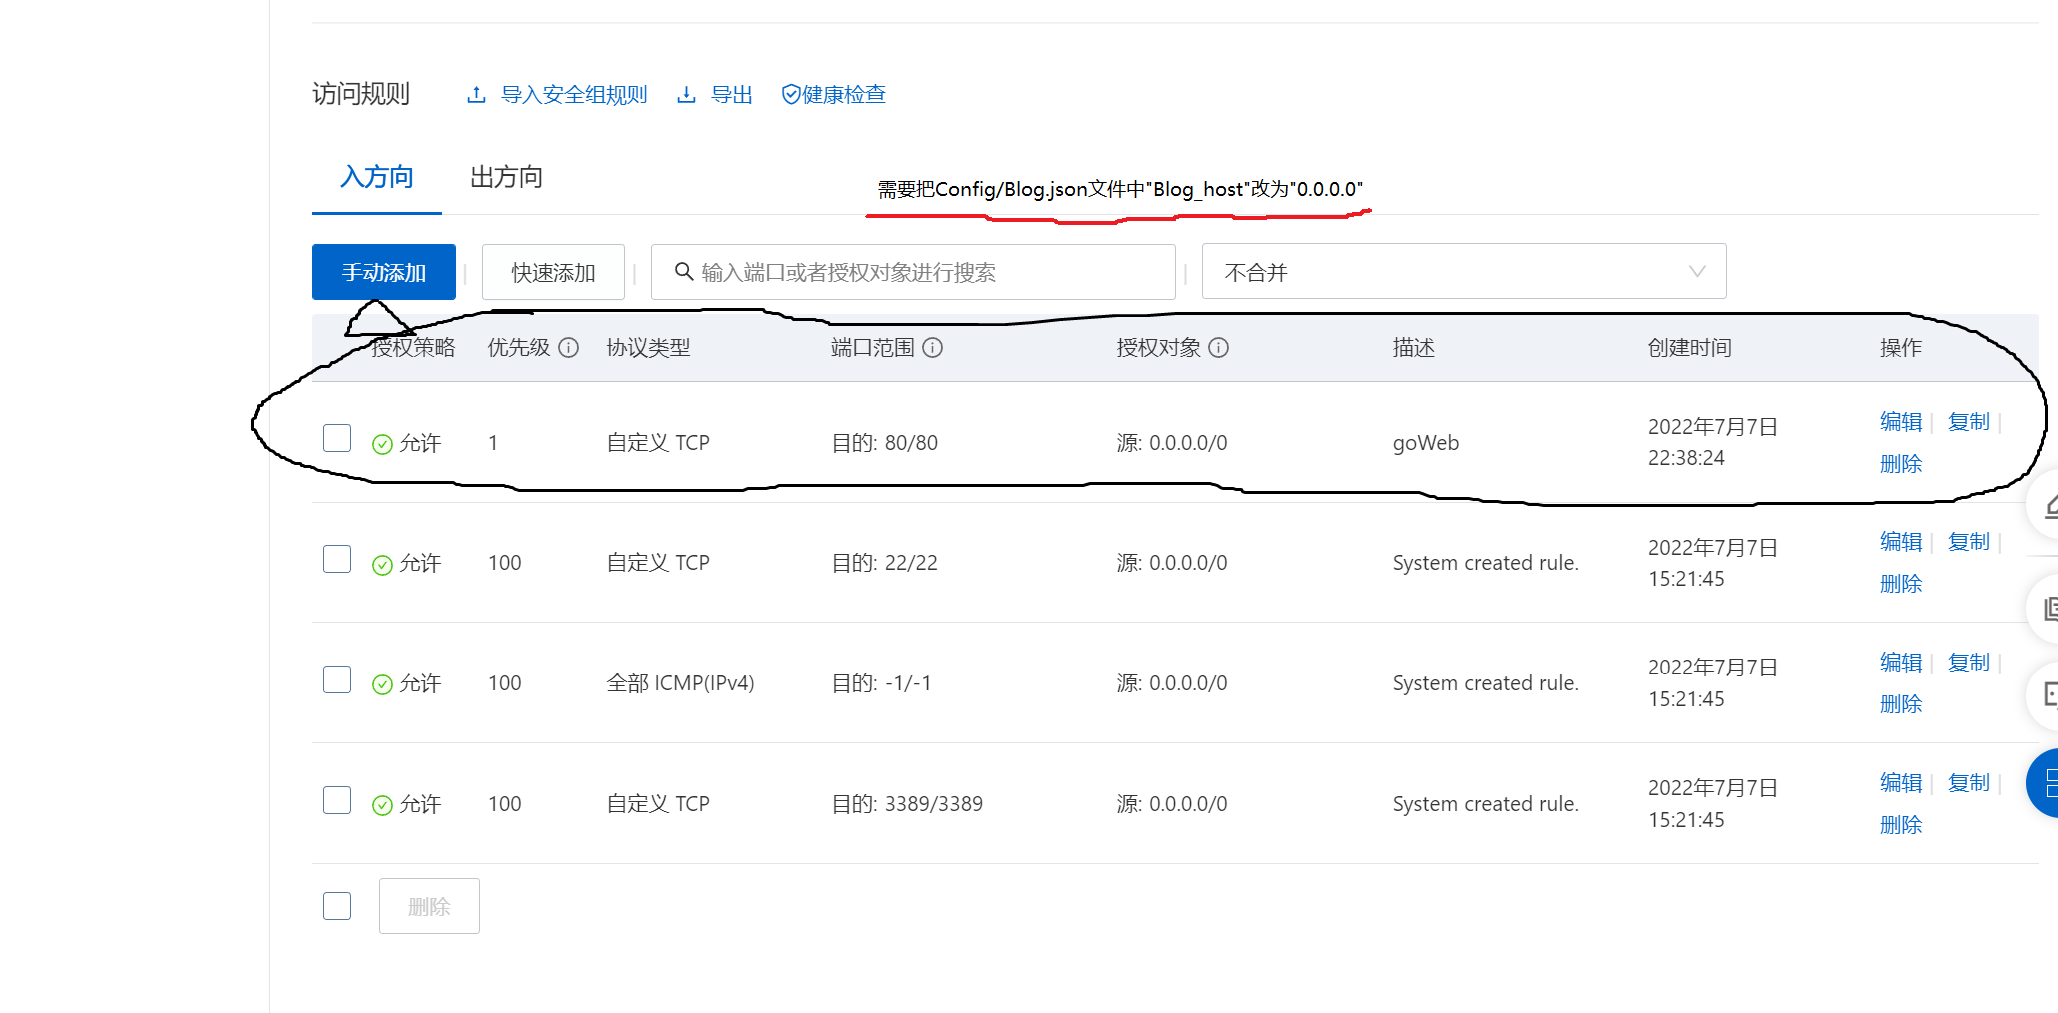 访问规则 导入安全组规则 导出 健康检查
入方向 出方向
需要把Config/Blog.json文件中"Blog_host"改为"0.0.0.0"
手动添加 快速添加 输入端口或者授权对象进行搜索 不合并
授权策略 优先级 协议类型 端口范围 授权对象 描述 创建时间 操作
允许 1 自定义 TCP 目的: 80/80 源: 0.0.0.0/0 goWeb 2022年7月7日 22:38:24 编辑 复制 删除
允许 100 自定义 TCP 目的: 22/22 源: 0.0.0.0/0 System created rule. 2022年7月7日 15:21:45 编辑 复制 删除
允许 100 全部 ICMP(IPv4) 目的: -1/-1 源: 0.0.0.0/0 System created rule. 2022年7月7日 15:21:45 编辑 复制 删除
允许 100 自定义 TCP 目的: 3389/3389 源: 0.0.0.0/0 System created rule. 2022年7月7日 15:21:45 编辑 复制 删除
删除